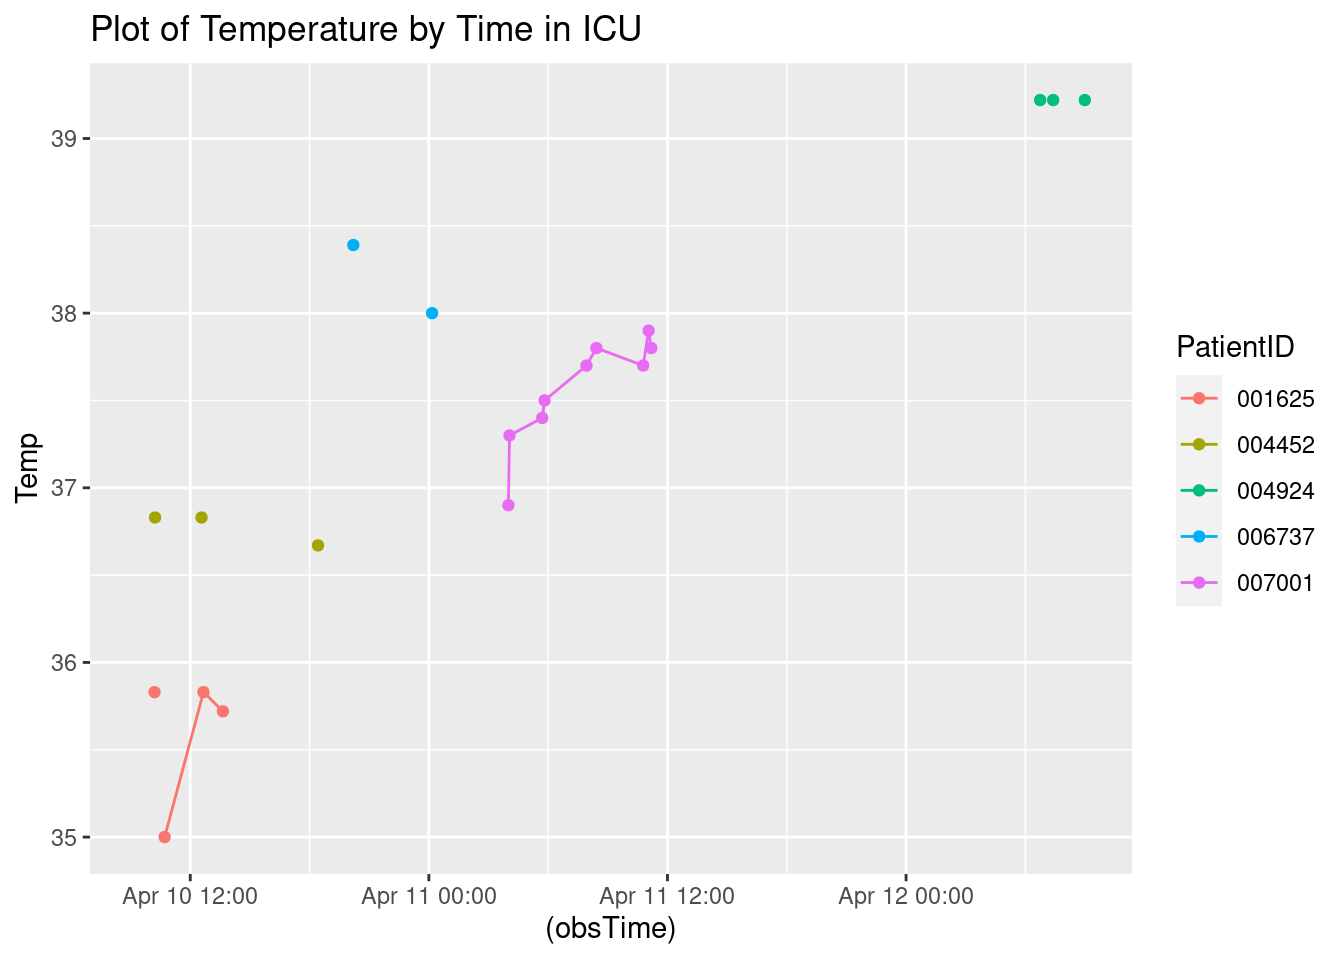 Plot of Temperature by Time in ICU
Temp
39
38
37
36
35
Apr 10 12:00
Apr 11 00:00
Apr 11 12:00
Apr 12 00:00
(obsTime)
PatientID
001625
004452
004924
006737
007001